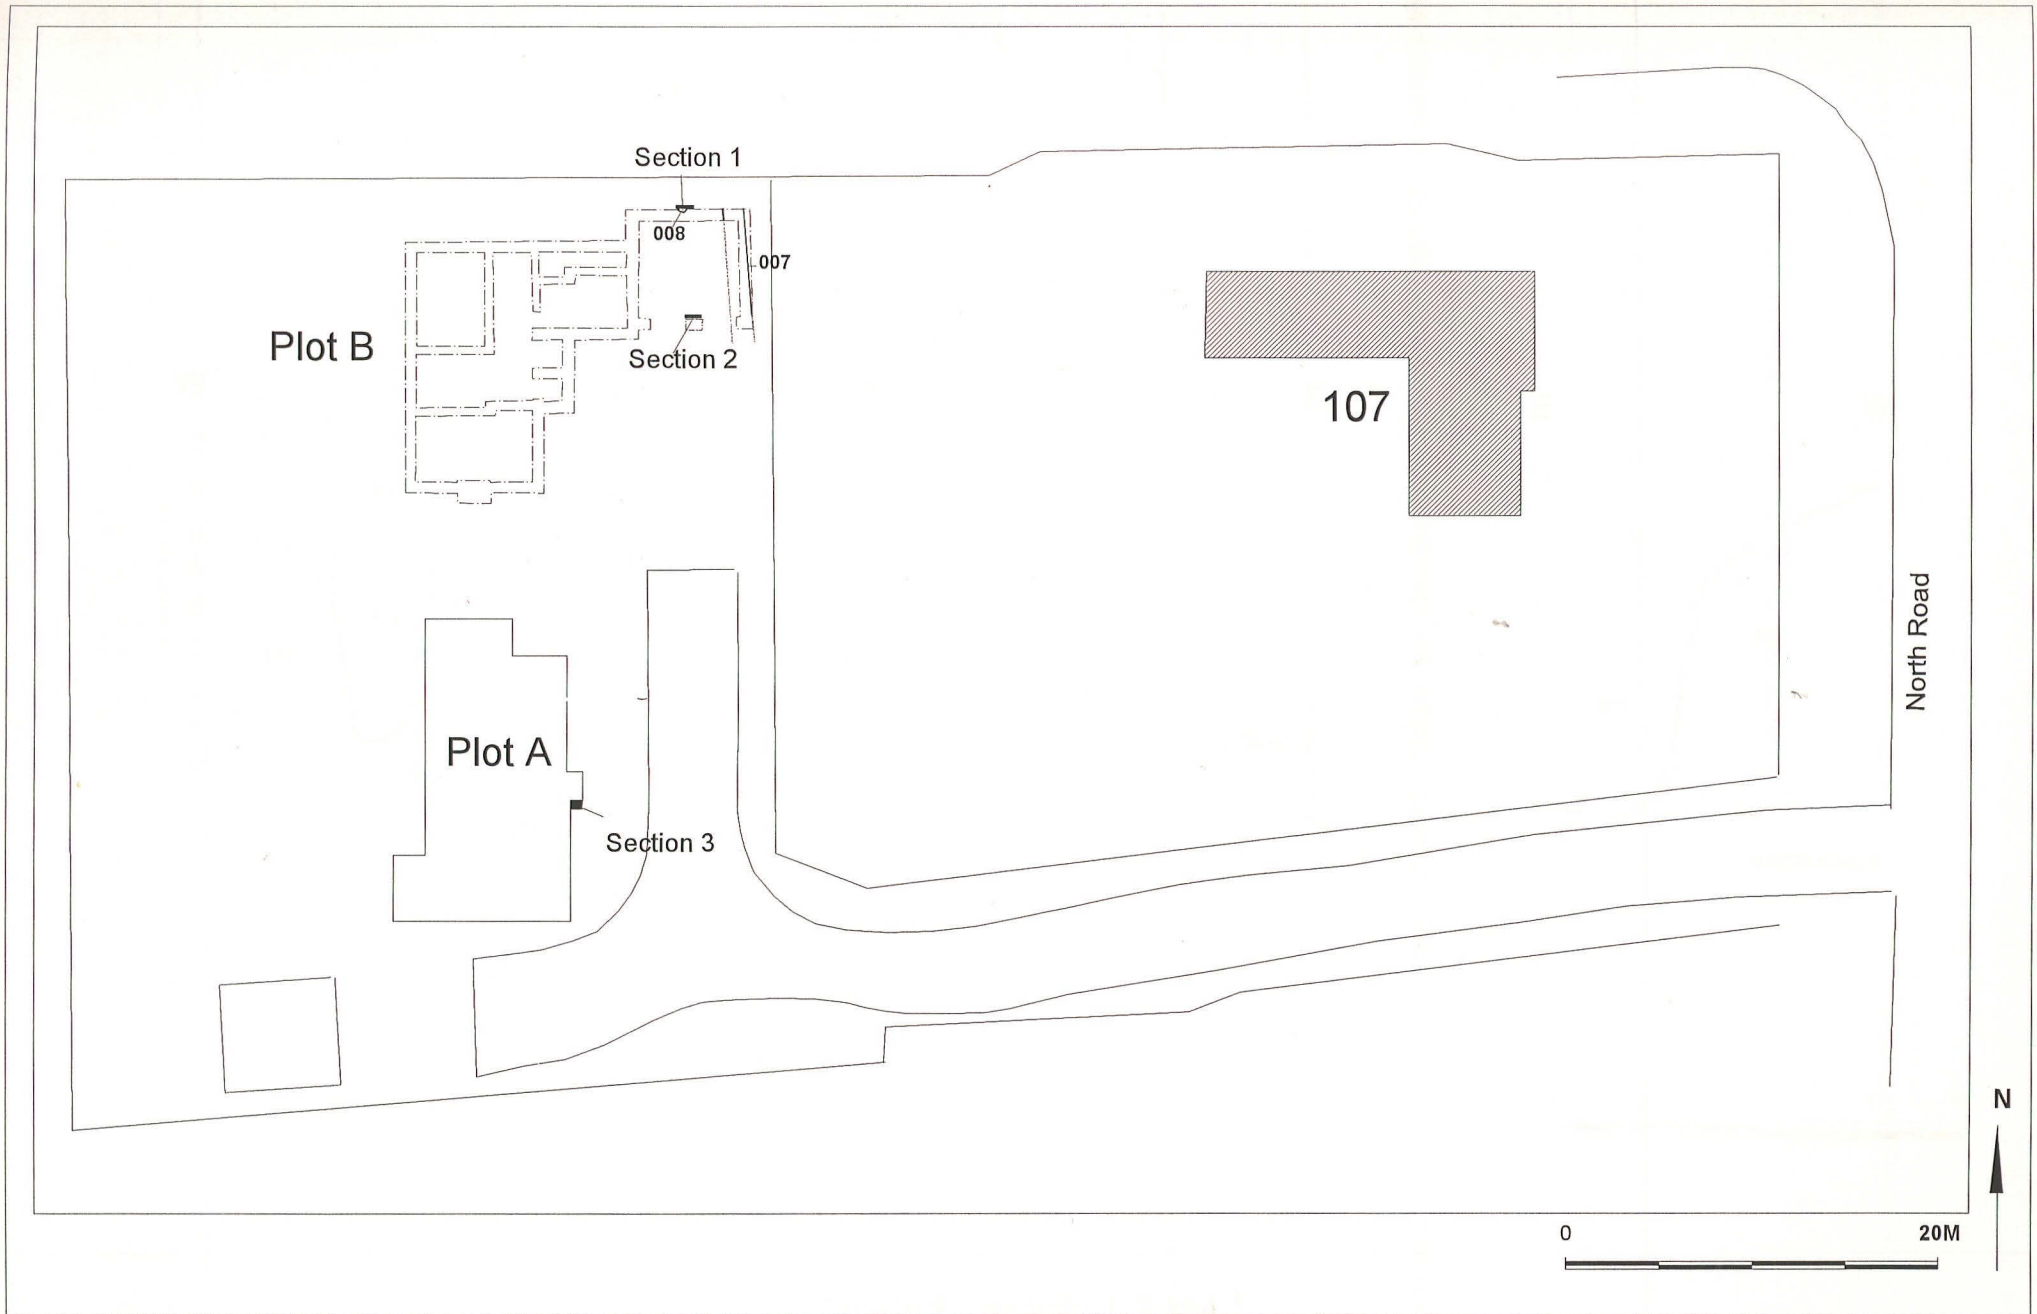 Section 1
008
007
Plot B
Section 2
107
North Road
Plot A
Section 3
N
0 20M